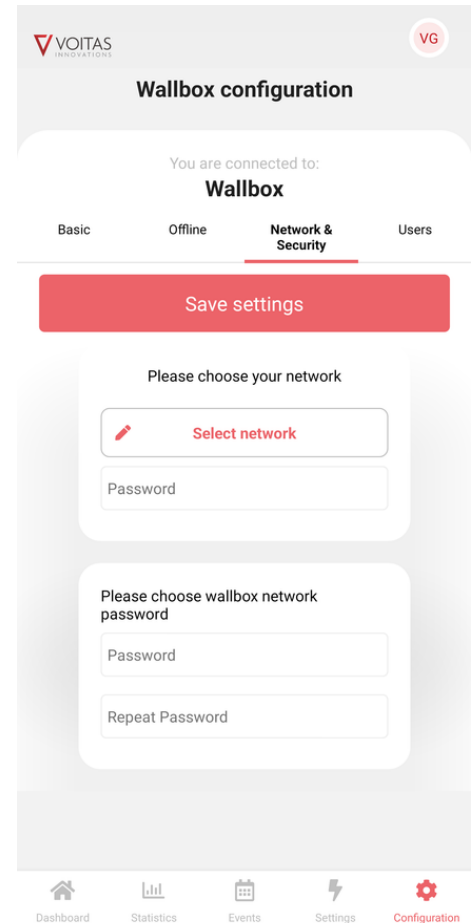 VOITAS
INNOVATIONS
VG
Wallbox configuration
You are connected to:
Wallbox
Basic
Offline
Network &
Security
Users
Save settings
Please choose your network
Select network
Password
Please choose wallbox network
password
Password
Repeat Password
Dashboard
Statistics
Events
Settings
Configuration